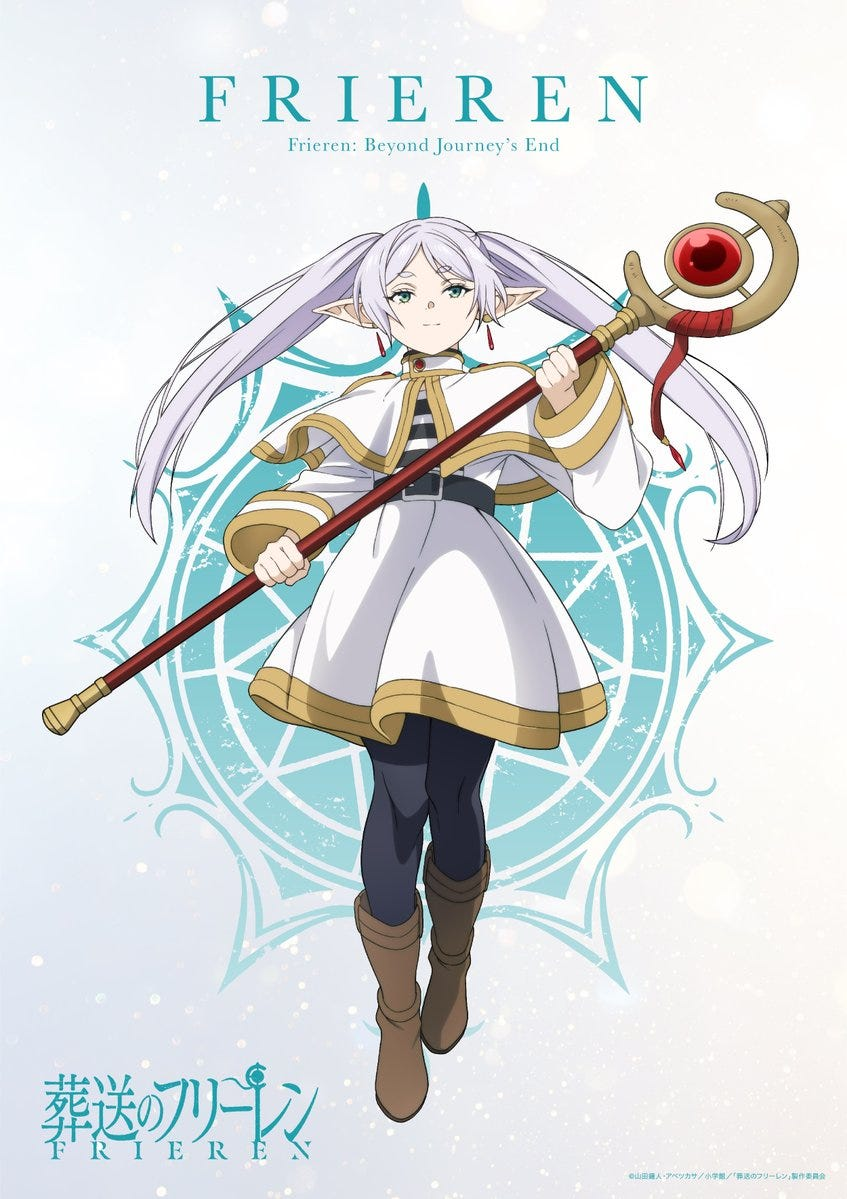 FRIEREN
Frieren: Beyond Journey's End
葬送のフリーレン
FRIEREN
©山田鐘人・アベツカサ／小学館／「葬送のフリーレン」製作委員会